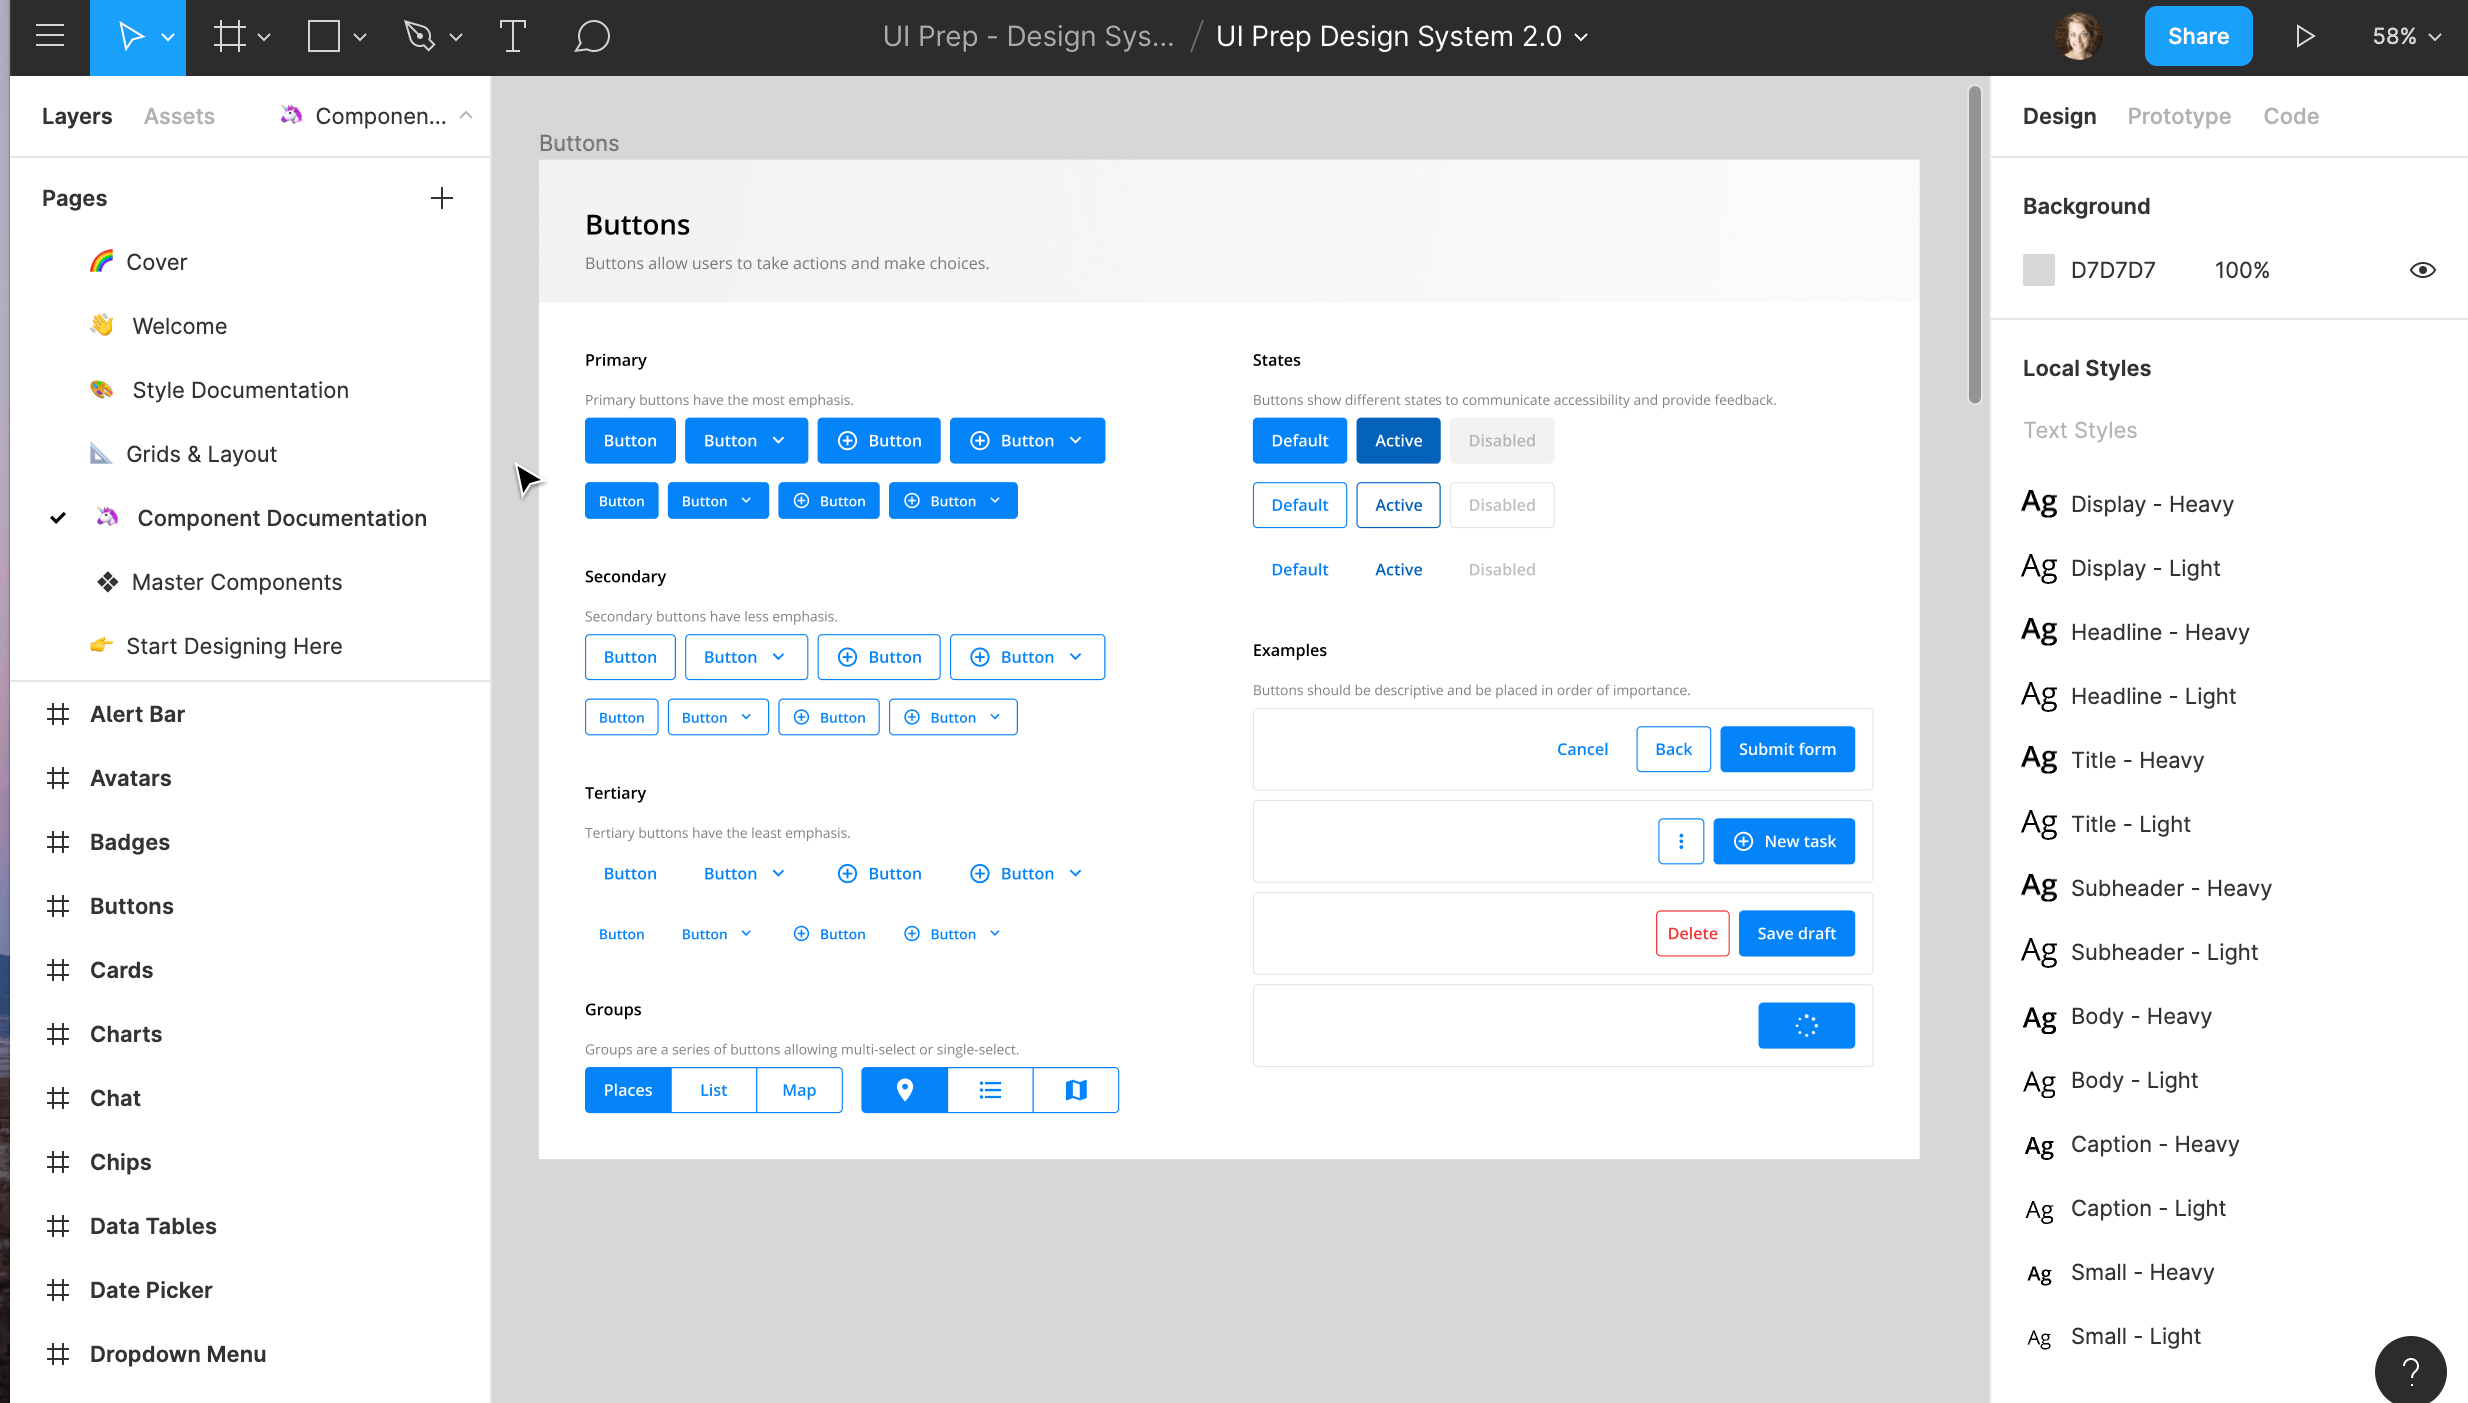 UI Prep - Design Sys... / UI Prep Design System 2.0
Share
58%
Layers
Assets
Componen...
Pages
Cover
Welcome
Style Documentation
Grids & Layout
Component Documentation
Master Components
Start Designing Here
Alert Bar
Avatars
Badges
Buttons
Cards
Charts
Chat
Chips
Data Tables
Date Picker
Dropdown Menu
Buttons
Buttons
Buttons allow users to take actions and make choices.
Primary
Primary buttons have the most emphasis.
Button Button Button Button
Button Button Button Button
Secondary
Secondary buttons have less emphasis.
Button Button Button Button
Button Button Button Button
Tertiary
Tertiary buttons have the least emphasis.
Button Button Button Button
Button Button Button Button
Groups
Groups are a series of buttons allowing multi-select or single-select.
Places List Map
States
Buttons show different states to communicate accessibility and provide feedback.
Default Active Disabled
Default Active Disabled
Default Active Disabled
Examples
Buttons should be descriptive and be placed in order of importance.
Cancel Back Submit form
New task
Delete Save draft
Design Prototype Code
Background
D7D7D7 100%
Local Styles
Text Styles
Ag Display - Heavy
Ag Display - Light
Ag Headline - Heavy
Ag Headline - Light
Ag Title - Heavy
Ag Title - Light
Ag Subheader - Heavy
Ag Subheader - Light
Ag Body - Heavy
Ag Body - Light
Ag Caption - Heavy
Ag Caption - Light
Ag Small - Heavy
Ag Small - Light
?